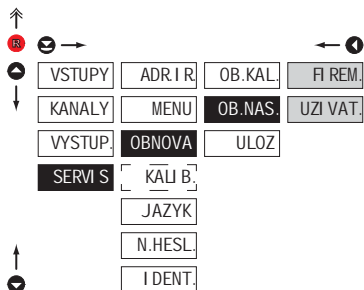 R
VSTUPY ADR.I R. OB.KAL. FI REM.
KANALY MENU OB.NAS. UZI VAT.
VYSTUP. OBNOVA ULOZ
SERVI S KALI B.
JAZYK
N.HESL.
I DENT.